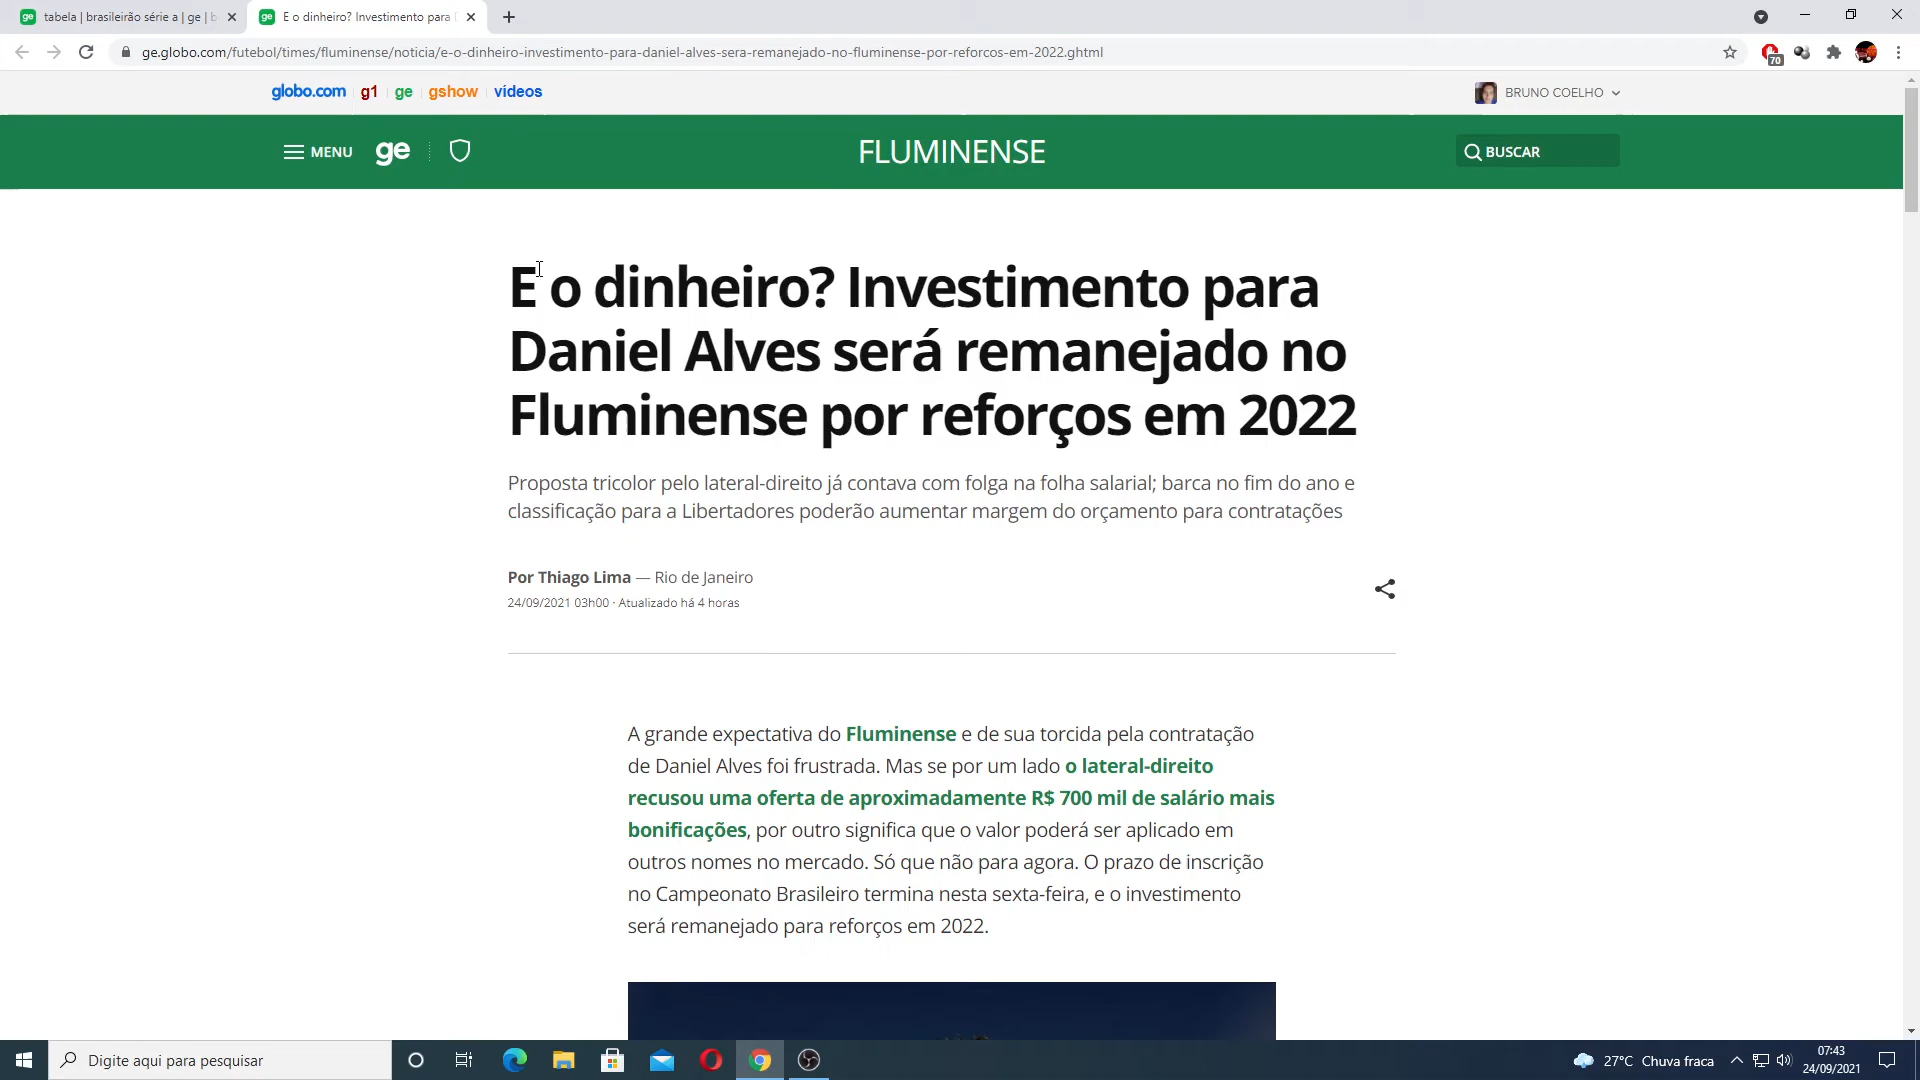 tabela | brasileirão série a | ge | b
E o dinheiro? Investimento para D
ge.globo.com/futebol/times/fluminense/noticia/e-o-dinheiro-investimento-para-daniel-alves-sera-remanejado-no-fluminense-por-reforcos-em-2022.ghtml
70
globo.com g1 ge gshow vídeos
BRUNO COELHO
MENU ge
FLUMINENSE
BUSCAR
E o dinheiro? Investimento para
Daniel Alves será remanejado no
Fluminense por reforços em 2022
Proposta tricolor pelo lateral-direito já contava com folga na folha salarial; barca no fim do ano e
classificação para a Libertadores poderão aumentar margem do orçamento para contratações
Por Thiago Lima — Rio de Janeiro
24/09/2021 03h00 · Atualizado há 4 horas
A grande expectativa do Fluminense e de sua torcida pela contratação
de Daniel Alves foi frustrada. Mas se por um lado o lateral-direito
recusou uma oferta de aproximadamente R$ 700 mil de salário mais
bonificações, por outro significa que o valor poderá ser aplicado em
outros nomes no mercado. Só que não para agora. O prazo de inscrição
no Campeonato Brasileiro termina nesta sexta-feira, e o investimento
será remanejado para reforços em 2022.
Digite aqui para pesquisar
27°C Chuva fraca
07:43
24/09/2021